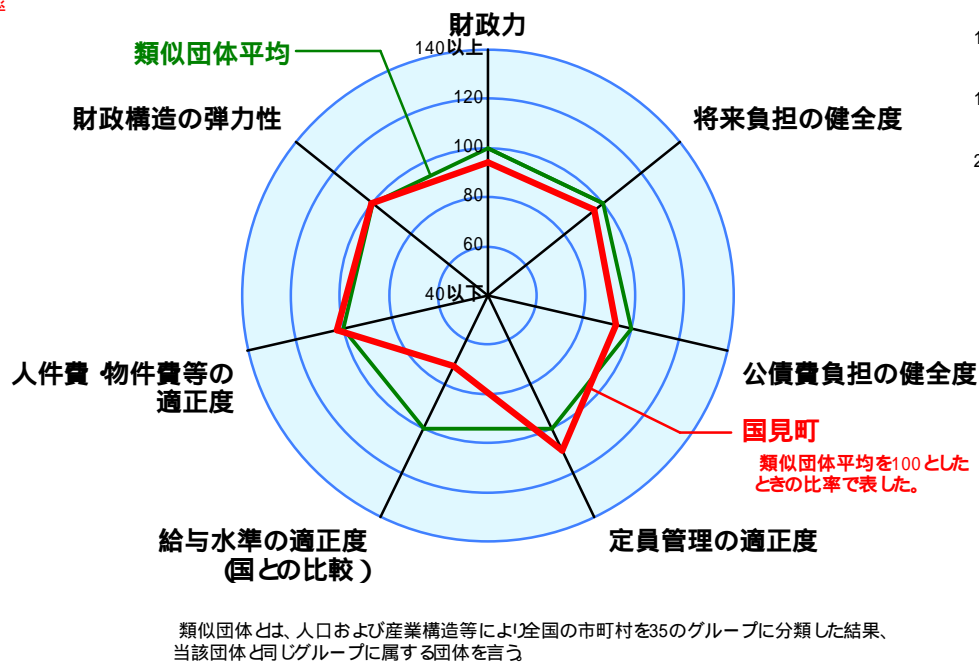 財政力
140以上
120
100
80
60
40以下
類似団体平均
財政構造の弾力性
将来負担の健全度
人件費・物件費等の
適正度
公債費負担の健全度
国見町
類似団体平均を100とした
ときの比率で表した。
給与水準の適正度
(国との比較)
定員管理の適正度
類似団体とは、人口および産業構造等により全国の市町村を35のグループに分類した結果、
当該団体と同じグループに属する団体を言う